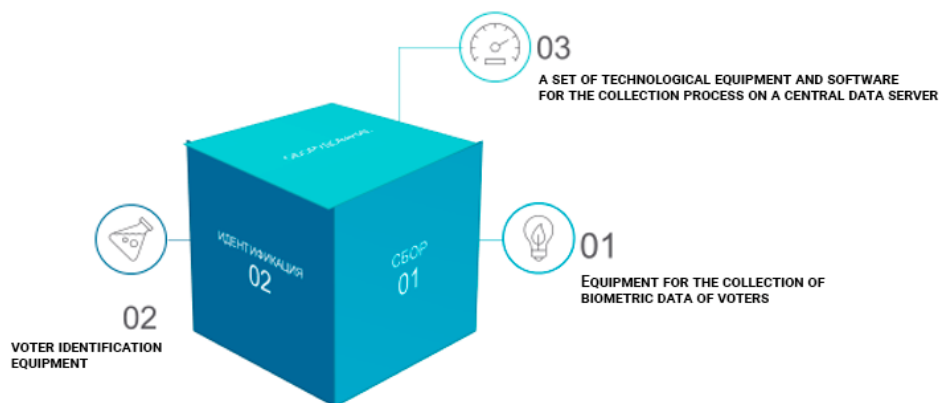 03
A SET OF TECHNOLOGICAL EQUIPMENT AND SOFTWARE
FOR THE COLLECTION PROCESS ON A CENTRAL DATA SERVER
ИДЕНТИФИКАЦИЯ
02
СБОР
01
01
EQUIPMENT FOR THE COLLECTION OF
BIOMETRIC DATA OF VOTERS
02
VOTER IDENTIFICATION
EQUIPMENT